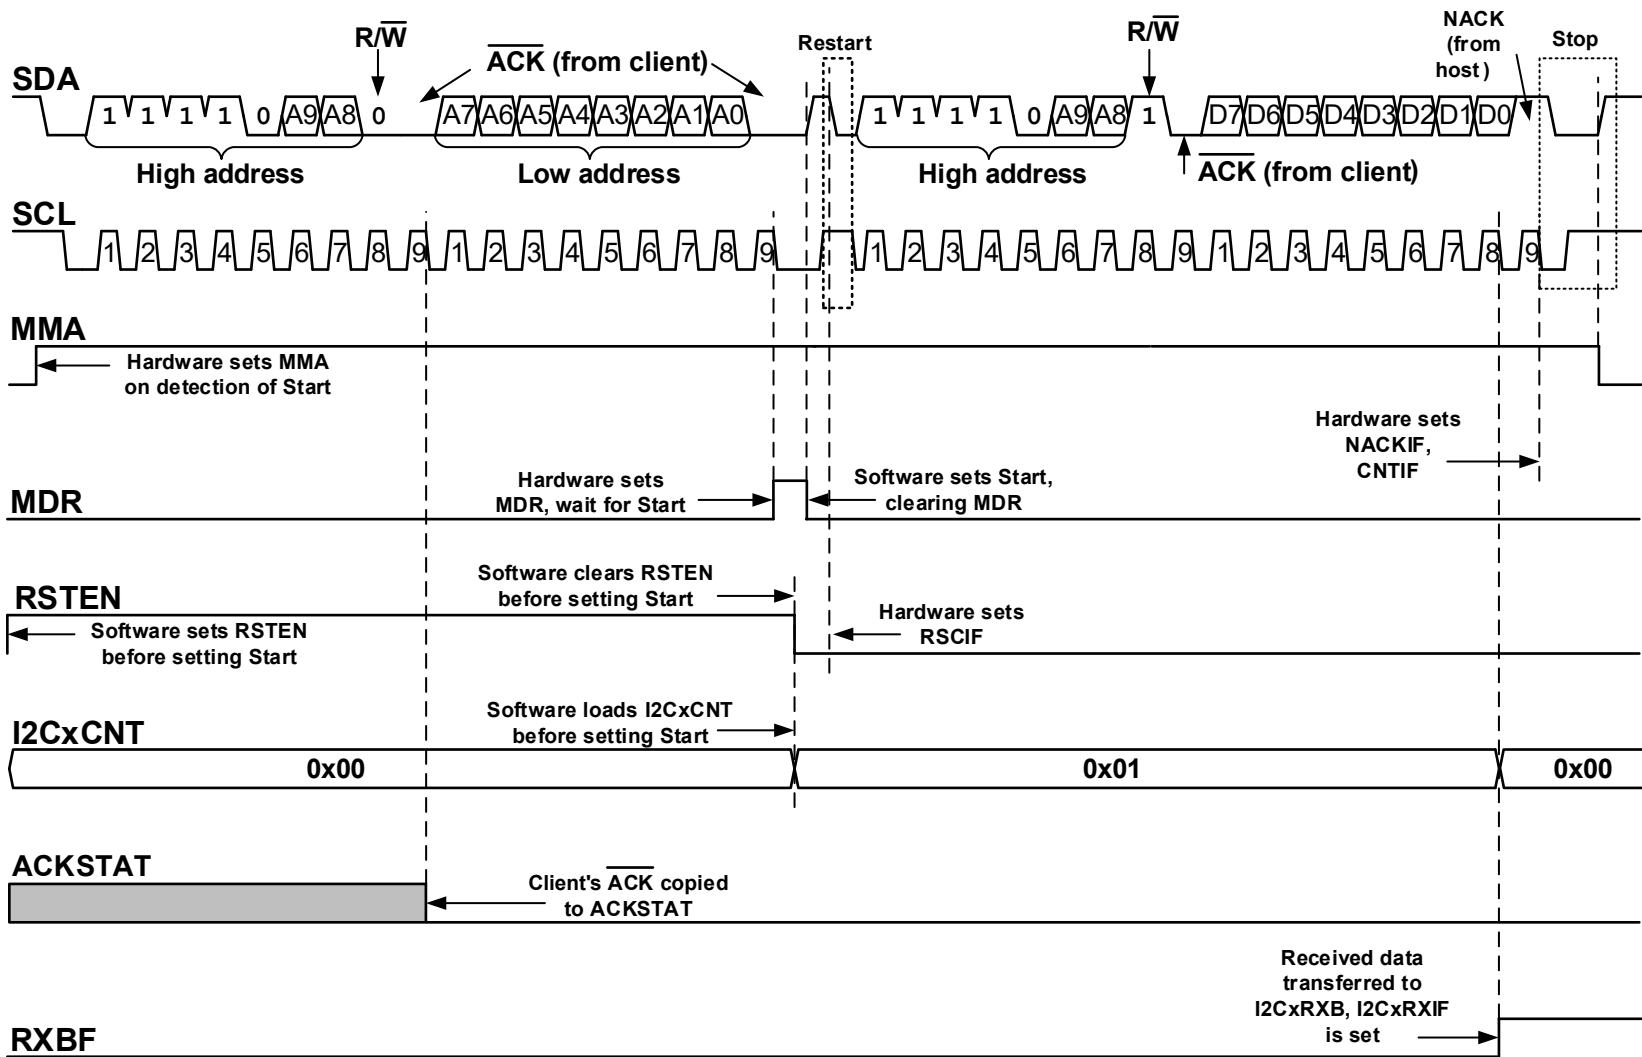 R/W
ACK (from client)
Restart
R/W
NACK
(from
host )
Stop
SDA
1 1 1 1 0 A9 A8 0 A7 A6 A5 A4 A3 A2 A1 A0 1 1 1 1 0 A9 A8 1 D7 D6 D5 D4 D3 D2 D1 D0
High address
Low address
High address
ACK (from client)
SCL
1 2 3 4 5 6 7 8 9 1 2 3 4 5 6 7 8 9 1 2 3 4 5 6 7 8 9 1 2 3 4 5 6 7 8 9
MMA
Hardware sets MMA
on detection of Start
Hardware sets
NACKIF,
CNTIF
MDR
Hardware sets
MDR, wait for Start
Software sets Start,
clearing MDR
RSTEN
Software sets RSTEN
before setting Start
Software clears RSTEN
before setting Start
Hardware sets
RSCIF
I2CxCNT
Software loads I2CxCNT
before setting Start
0x00 0x01 0x00
ACKSTAT
Client's ACK copied
to ACKSTAT
RXBF
Received data
transferred to
I2CxRXB, I2CxRXIF
is set